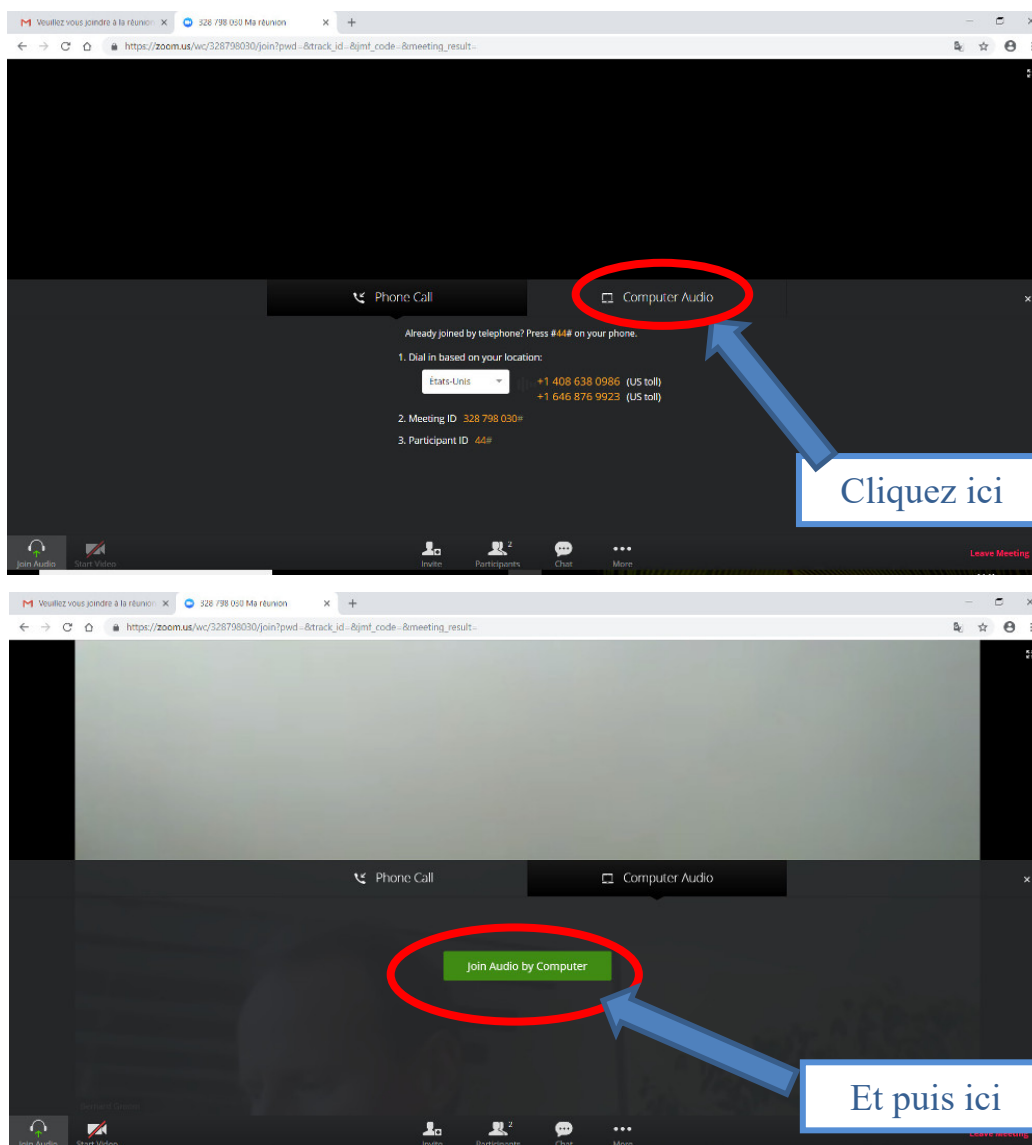 Veuillez vous joindre à la réunion
328 798 030 Ma réunion
https://zoom.us/wc/328798030/join?pwd=&track_id=&jmf_code=&meeting_result=
Phone Call
Computer Audio
Already joined by telephone? Press #44# on your phone.
1. Dial in based on your location:
États-Unis
+1 408 638 0986 (US toll)
+1 646 876 9923 (US toll)
2. Meeting ID 328 798 030#
3. Participant ID 44#
Cliquez ici
Join Audio
Start Video
Invite
Participants
2
Chat
More
Leave Meeting
Veuillez vous joindre à la réunion
328 798 030 Ma réunion
https://zoom.us/wc/328798030/join?pwd=&track_id=&jmf_code=&meeting_result=
Phone Call
Computer Audio
Join Audio by Computer
Et puis ici
Join Audio
Start Video
Invite
Participants
2
Chat
More
Leave Meeting